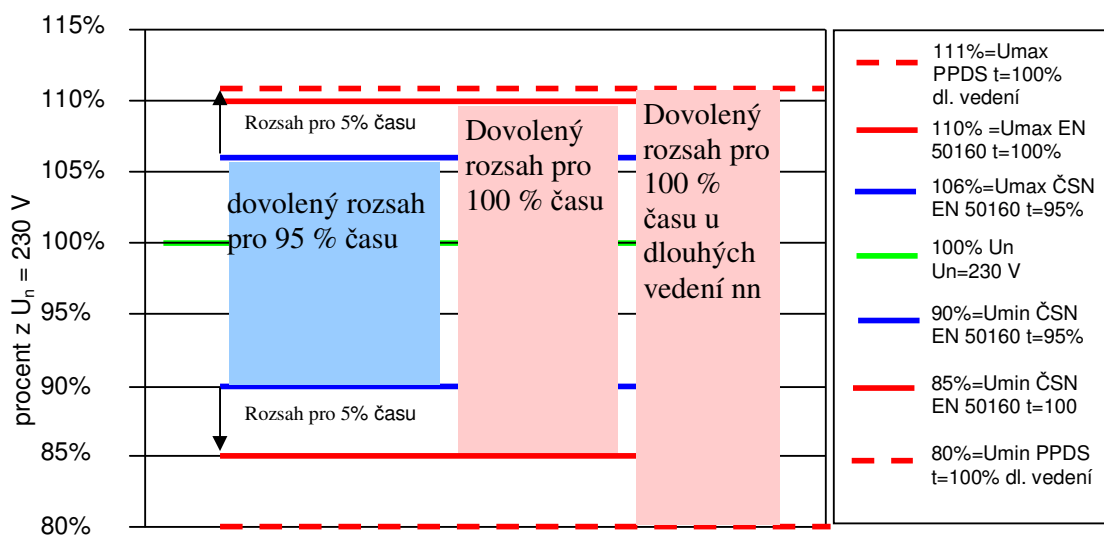 115%
110%
105%
100%
95%
90%
85%
80%
procent z Un = 230 V
Rozsah pro 5% času
dovolený rozsah
pro 95 % času
Rozsah pro 5% času
Dovolený
rozsah pro
100 % času
Dovolený
rozsah pro
100 %
času u
dlouhých
vedení nn
111%=Umax
PPDS t=100%
dl. vedení
110% =Umax EN
50160 t=100%
106%=Umax ČSN
EN 50160 t=95%
100% Un
Un=230 V
90%=Umin ČSN
EN 50160 t=95%
85%=Umin ČSN
EN 50160 t=100
80%=Umin PPDS
t=100% dl. vedení